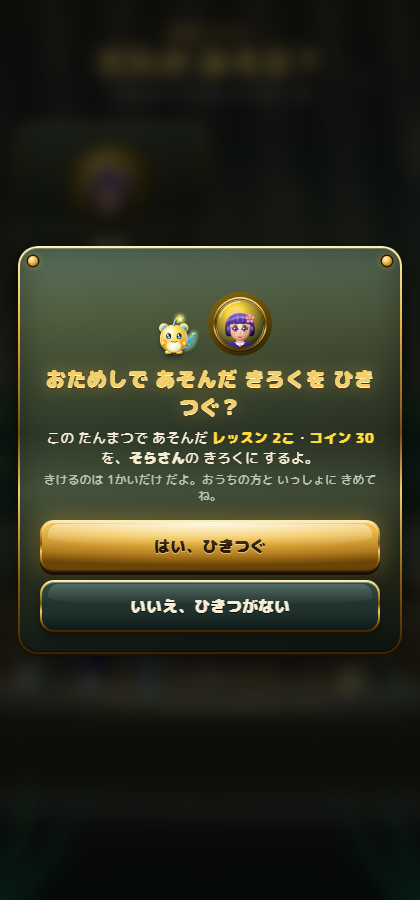 おためしで あそんだ きろくを ひき
つぐ？
この たんまつで あそんだ レッスン 2こ・コイン 30
を、そらさんの きろくに するよ。
きけるのは 1かいだけ だよ。おうちの方と いっしょに きめて
ね。
はい、ひきつぐ
いいえ、ひきつがない